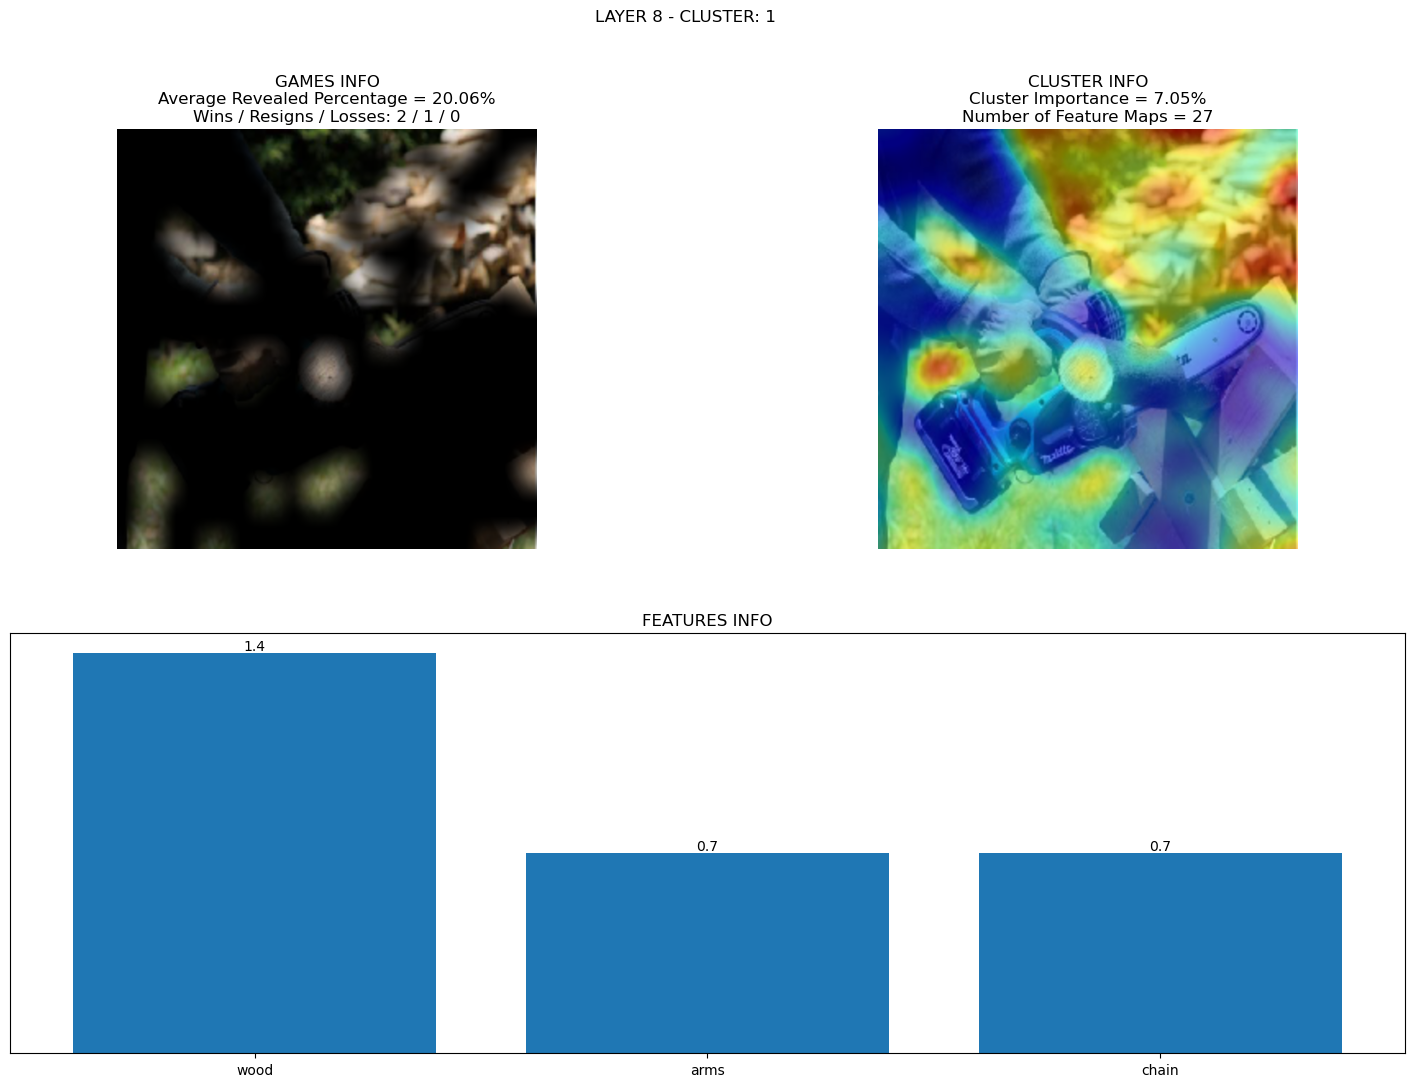 LAYER 8 - CLUSTER: 1
GAMES INFO
Average Revealed Percentage = 20.06%
Wins / Resigns / Losses: 2 / 1 / 0
CLUSTER INFO
Cluster Importance = 7.05%
Number of Feature Maps = 27
FEATURES INFO
1.4
0.7
0.7
wood
arms
chain